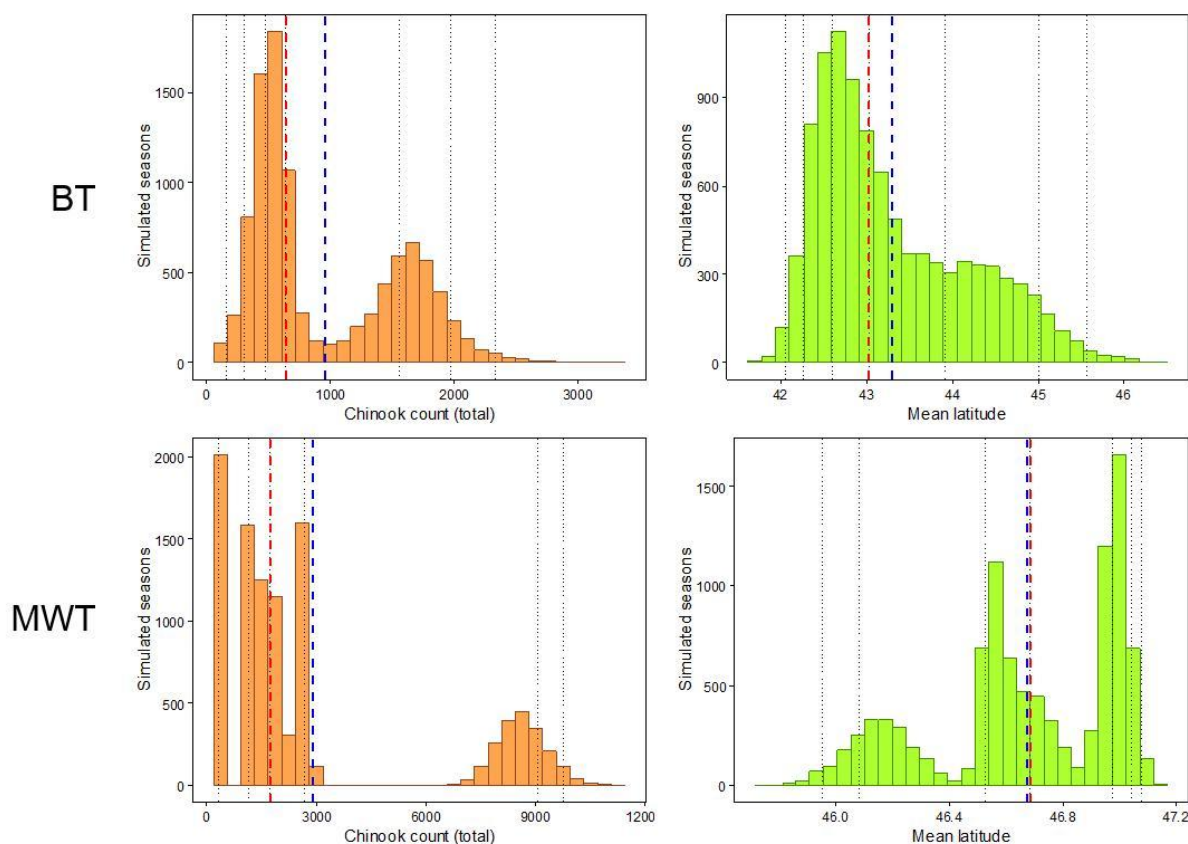 BT
Simulated seasons
1500
1000
500
0
0 1000 2000 3000
Chinook count (total)
Simulated seasons
900
600
300
0
42 43 44 45 46
Mean latitude
MWT
Simulated seasons
2000
1500
1000
500
0
0 3000 6000 9000 1200
Chinook count (total)
Simulated seasons
1500
1000
500
0
46.0 46.4 46.8 47.2
Mean latitude